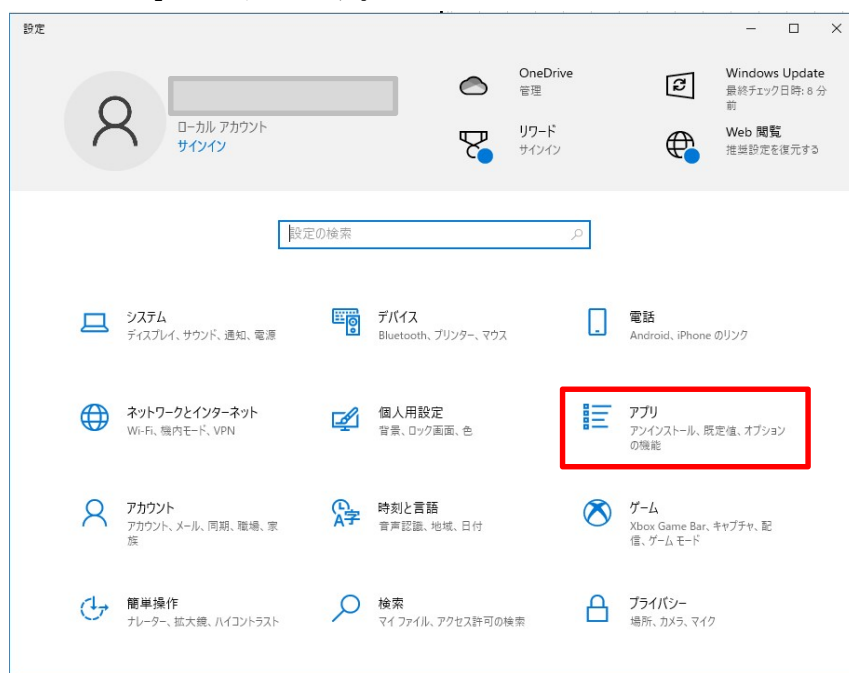 設定
ローカル アカウント
サインイン
OneDrive
管理
Windows Update
最終チェック日時: 8 分
前
リワード
サインイン
Web 閲覧
推奨設定を復元する
設定の検索
システム
ディスプレイ、サウンド、通知、電源
デバイス
Bluetooth、プリンター、マウス
電話
Android、iPhone のリンク
ネットワークとインターネット
Wi-Fi、機内モード、VPN
個人用設定
背景、ロック画面、色
アプリ
アンインストール、既定値、オプション
の機能
アカウント
アカウント、メール、同期、職場、家
族
時刻と言語
音声認識、地域、日付
ゲーム
Xbox Game Bar、キャプチャ、配
信、ゲーム モード
簡単操作
ナレーター、拡大鏡、ハイコントラスト
検索
マイ ファイル、アクセス許可の検索
プライバシー
場所、カメラ、マイク